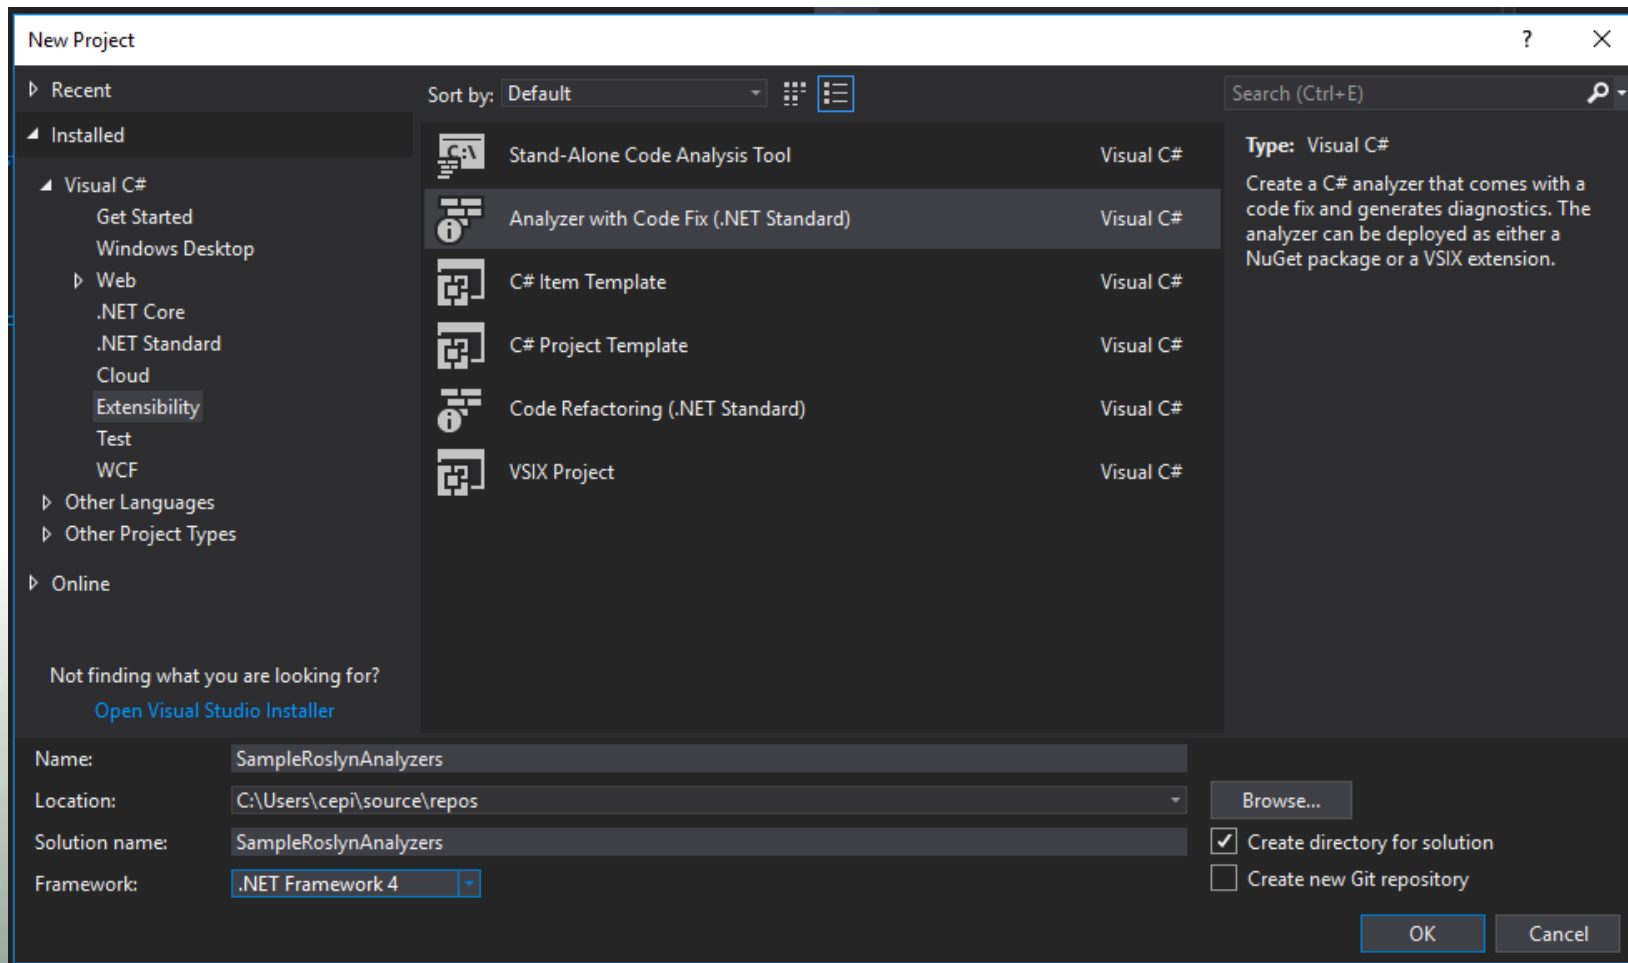 New Project
?
Recent
Installed
Visual C#
Get Started
Windows Desktop
Web
.NET Core
.NET Standard
Cloud
Extensibility
Test
WCF
Other Languages
Other Project Types
Online
Not finding what you are looking for?
Open Visual Studio Installer
Sort by: Default
Stand-Alone Code Analysis Tool Visual C#
Analyzer with Code Fix (.NET Standard) Visual C#
C# Item Template Visual C#
C# Project Template Visual C#
Code Refactoring (.NET Standard) Visual C#
VSIX Project Visual C#
Search (Ctrl+E)
Type: Visual C#
Create a C# analyzer that comes with a
code fix and generates diagnostics. The
analyzer can be deployed as either a
NuGet package or a VSIX extension.
Name: SampleRoslynAnalyzers
Location: C:\Users\cepi\source\repos
Browse...
Solution name: SampleRoslynAnalyzers
Create directory for solution
Framework: .NET Framework 4
Create new Git repository
OK Cancel